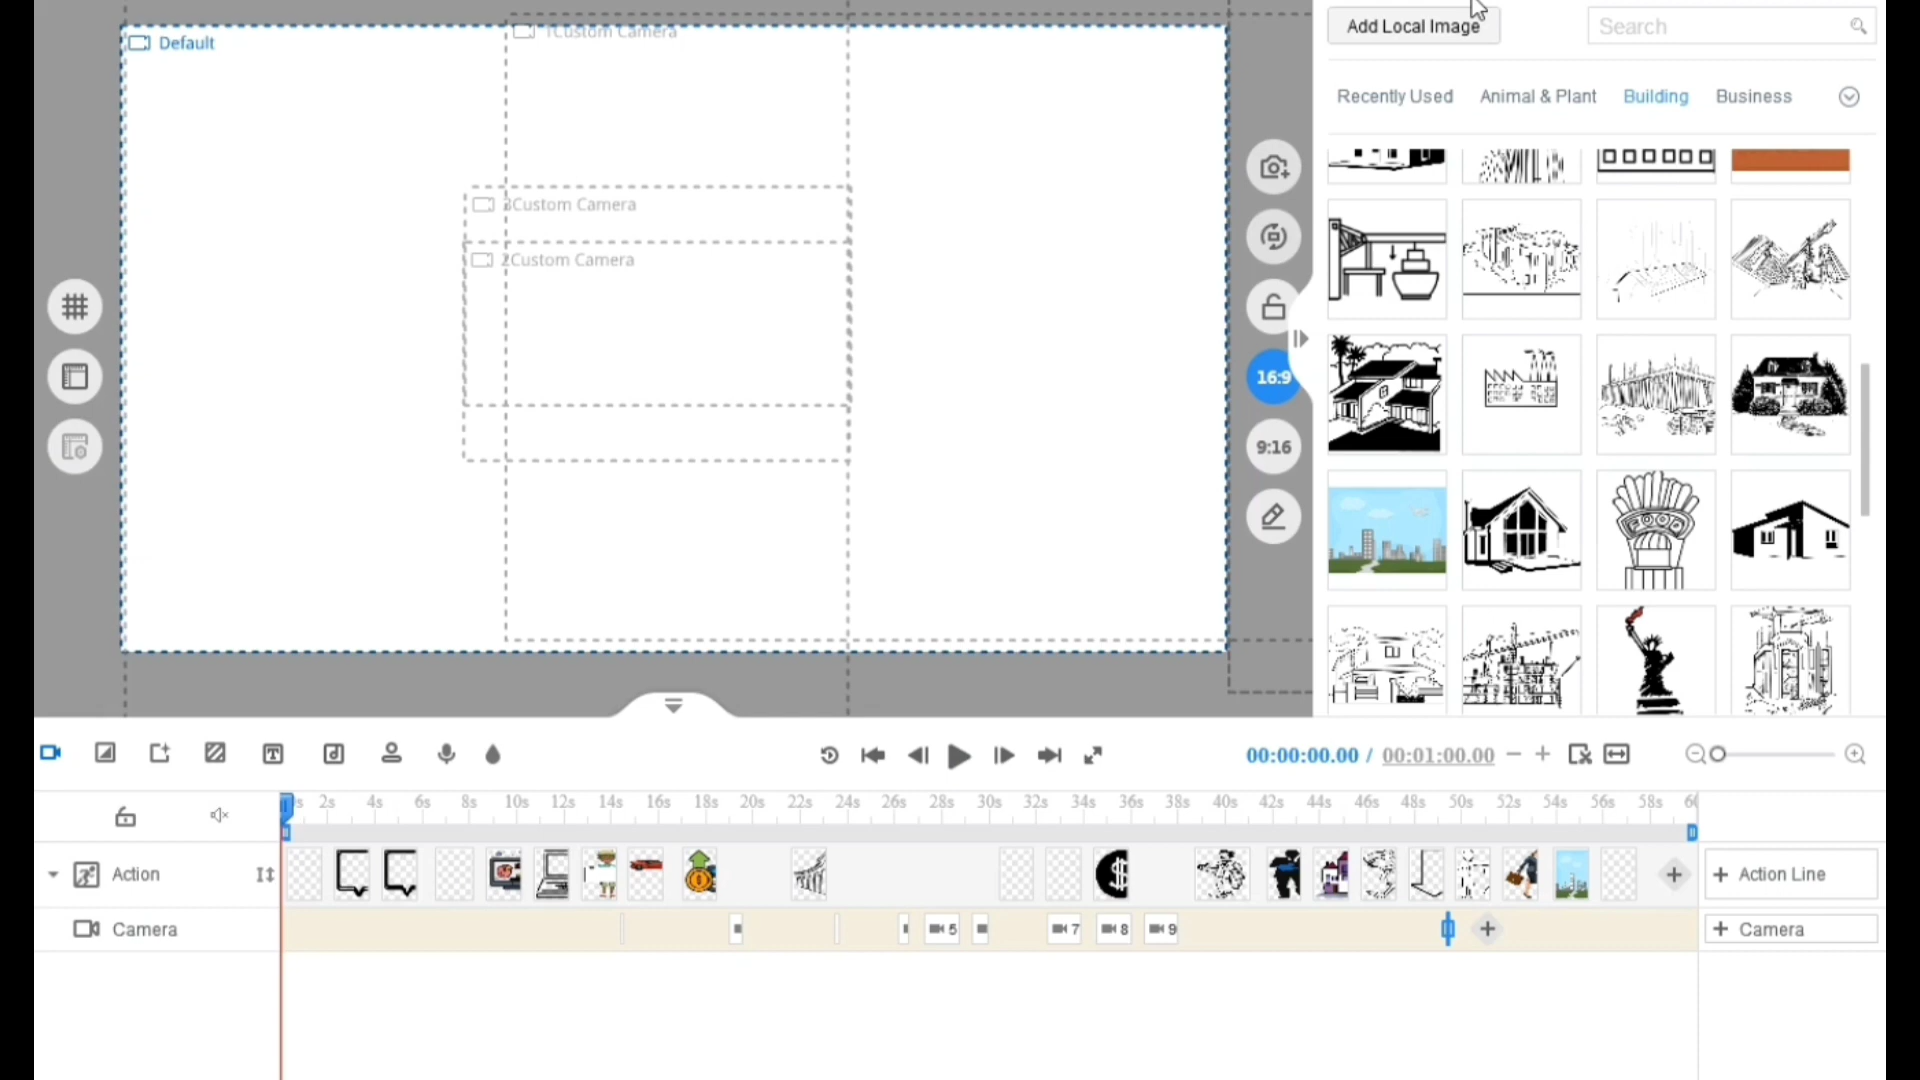 Add Local Image
Search
Recently Used Animal & Plant Building Business
Default
1Custom Camera
3Custom Camera
2Custom Camera
16:9
9:16
00:00:00.00 / 00:01:00.00
2s 4s 6s 8s 10s 12s 14s 16s 18s 20s 22s 24s 26s 28s 30s 32s 34s 36s 38s 40s 42s 44s 46s 48s 50s 52s 54s 56s 58s
Action
+ Action Line
Camera
5 7 8 9
+ Camera